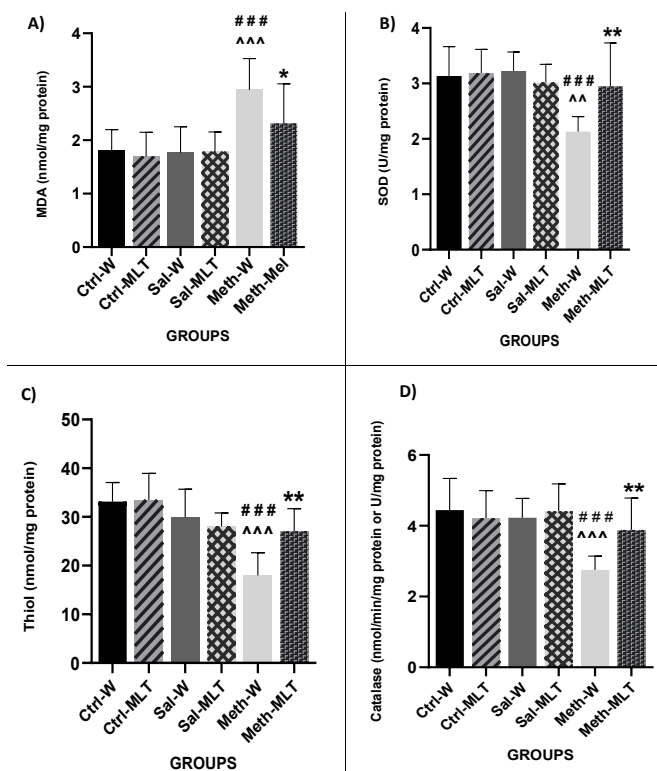 A)
MDA (nmol/mg protein)
4
3
2
1
0
###
^^^
*
Ctrl-W
Ctrl-MLT
Sal-W
Sal-MLT
Meth-W
Meth-Mel
GROUPS
B)
SOD (U/mg protein)
4
3
2
1
0
###
^^
**
Ctrl-W
Ctrl-MLT
Sal-W
Sal-MLT
Meth-W
Meth-MLT
GROUPS
C)
Thiol (nmol/mg protein)
50
40
30
20
10
0
###
^^^
**
Ctrl-W
Ctrl-MLT
Sal-W
Sal-MLT
Meth-W
Meth-MLT
GROUPS
D)
Catalase (nmol/min/mg protein or U/mg protein)
6
4
2
0
###
^^^
**
Ctrl-W
Ctrl-MLT
Sal-W
Sal-MLT
Meth-W
Meth-MLT
GROUPS